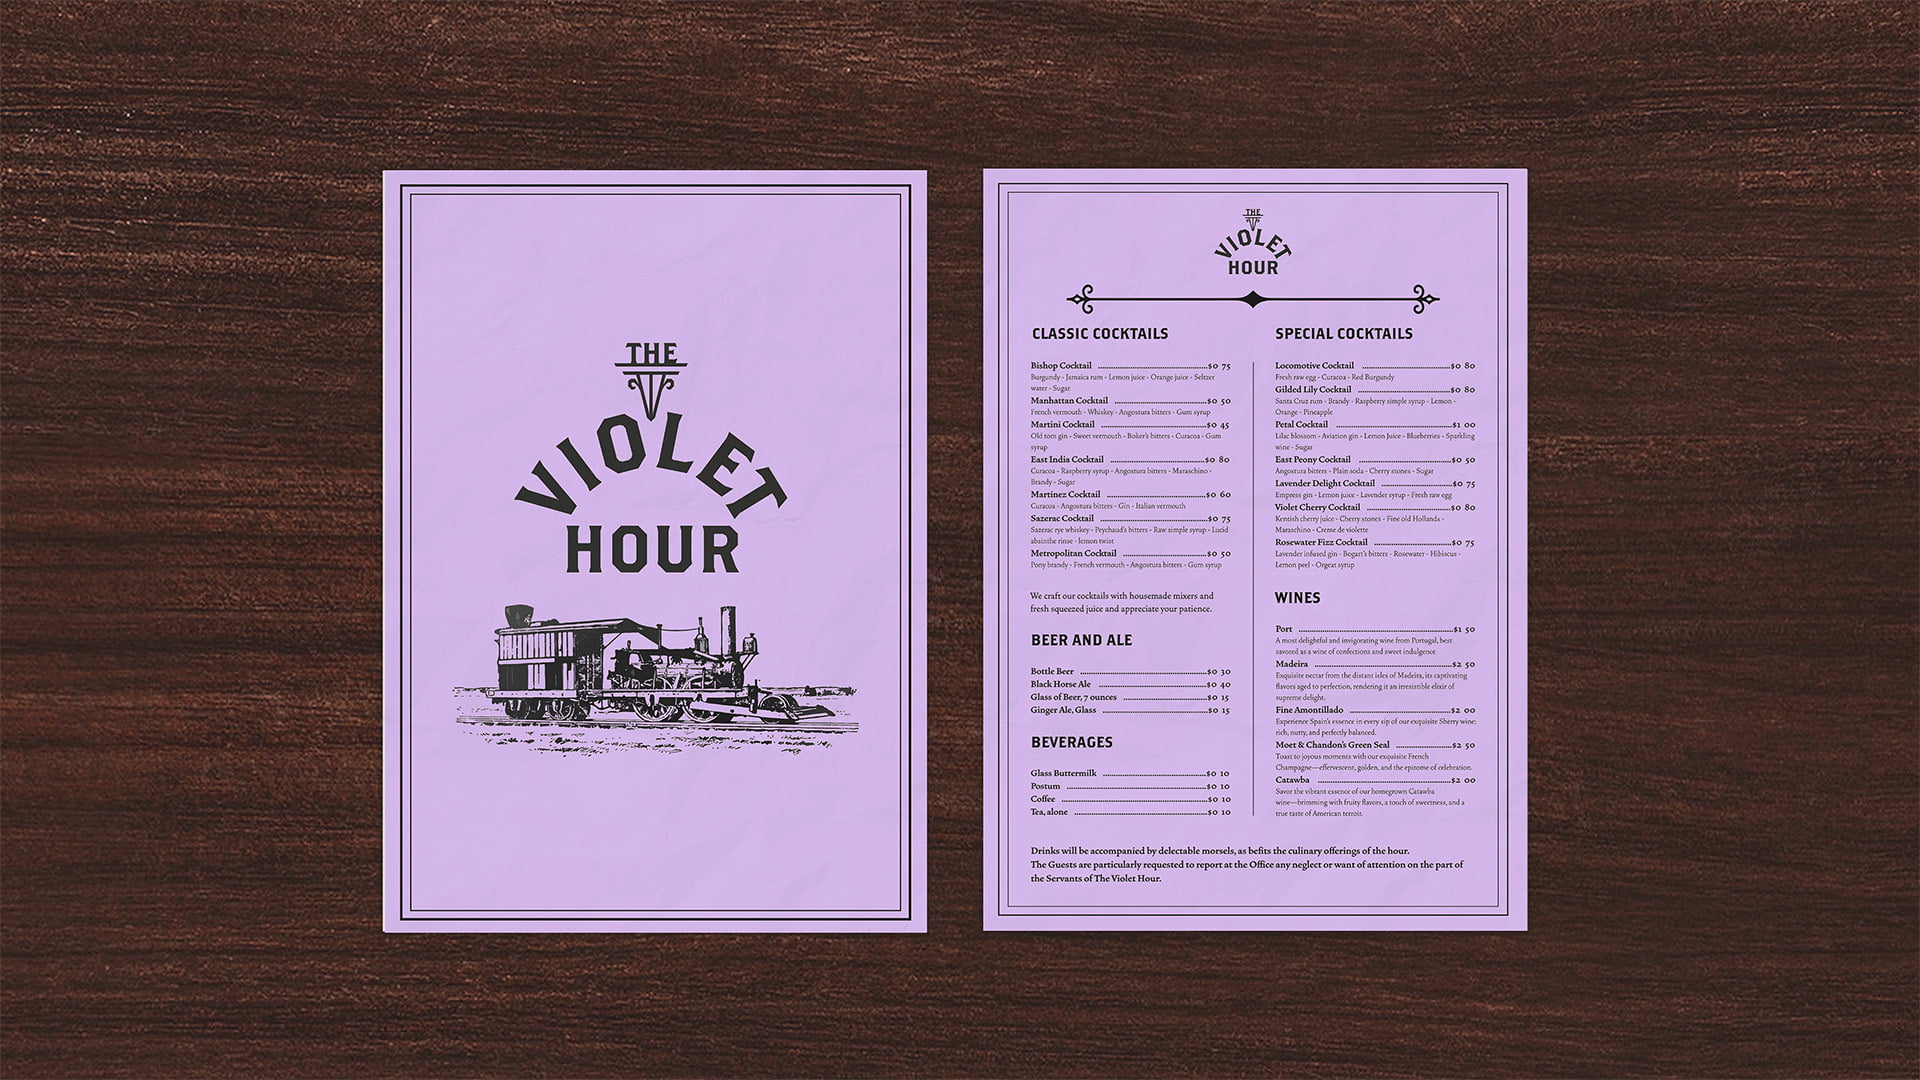 THE
VIOLET
HOUR
THE
VIOLET
HOUR
CLASSIC COCKTAILS
Bishop Cocktail ........ $0 75
Burgundy - Jamaica rum - Lemon juice - Orange juice - Seltzer
water - Sugar
Manhattan Cocktail ........ $0 50
French vermouth - Whiskey - Angostura bitters - Gum syrup
Martini Cocktail ........ $0 45
Old tom gin - Sweet vermouth - Boker's bitters - Curacoa - Gum
syrup
East India Cocktail ........ $0 80
Curacoa - Raspberry syrup - Angostura bitters - Maraschino -
Brandy - Sugar
Martinez Cocktail ........ $0 60
Curacoa - Angostura bitters - Gin - Italian vermouth
Sazerac Cocktail ........ $0 75
Sazerac rye whiskey - Peychaud's bitters - Raw simple syrup - Lucid
absinthe rinse - lemon twist
Metropolitan Cocktail ........ $0 50
Pony brandy - French vermouth - Angostura bitters - Gum syrup
We craft our cocktails with housemade mixers and
fresh squeezed juice and appreciate your patience.
BEER AND ALE
Bottle Beer ........ $0 30
Black Horse Ale ........ $0 40
Glass of Beer, 7 ounces ........ $0 15
Ginger Ale, Glass ........ $0 15
BEVERAGES
Glass Buttermilk ........ $0 10
Postum ........ $0 10
Coffee ........ $0 10
Tea, alone ........ $0 10
SPECIAL COCKTAILS
Locomotive Cocktail ........ $0 80
Fresh raw egg - Curacoa - Red Burgundy
Gilded Lily Cocktail ........ $0 80
Santa Cruz rum - Brandy - Raspberry simple syrup - Lemon -
Orange - Pineapple
Petal Cocktail ........ $1 00
Lilac blossom - Aviation gin - Lemon Juice - Blueberries - Sparkling
wine - Sugar
East Peony Cocktail ........ $0 50
Angostura bitters - Plain soda - Cherry stones - Sugar
Lavender Delight Cocktail ........ $0 75
Empress gin - Lemon juice - Lavender syrup - Fresh raw egg
Violet Cherry Cocktail ........ $0 80
Kentish cherry juice - Cherry stones - Fine old Hollands -
Maraschino - Creme de violette
Rosewater Fizz Cocktail ........ $0 75
Lavender infused gin - Bogart's bitters - Rosewater - Hibiscus -
Lemon peel - Orgeat syrup
WINES
Port ........ $1 50
A most delightful and invigorating wine from Portugal, best
savored as a wine of confections and sweet indulgence
Madeira ........ $2 50
Exquisite nectar from the distant isles of Madeira, its captivating
flavors aged to perfection, rendering it an irresistible elixir of
supreme delight.
Fine Amontillado ........ $2 00
Experience Spain's essence in every sip of our exquisite Sherry wine:
rich, nutty, and perfectly balanced.
Moet & Chandon's Green Seal ........ $2 50
Toast to joyous moments with our exquisite French
Champagne—effervescent, golden, and the epitome of celebration.
Catawba ........ $2 00
Savor the vibrant essence of our homegrown Catawba
wine—brimming with fruity flavors, a touch of sweetness, and a
true taste of American terroir.
Drinks will be accompanied by delectable morsels, as befits the culinary offerings of the hour.
The Guests are particularly requested to report at the Office any neglect or want of attention on the part of
the Servants of The Violet Hour.